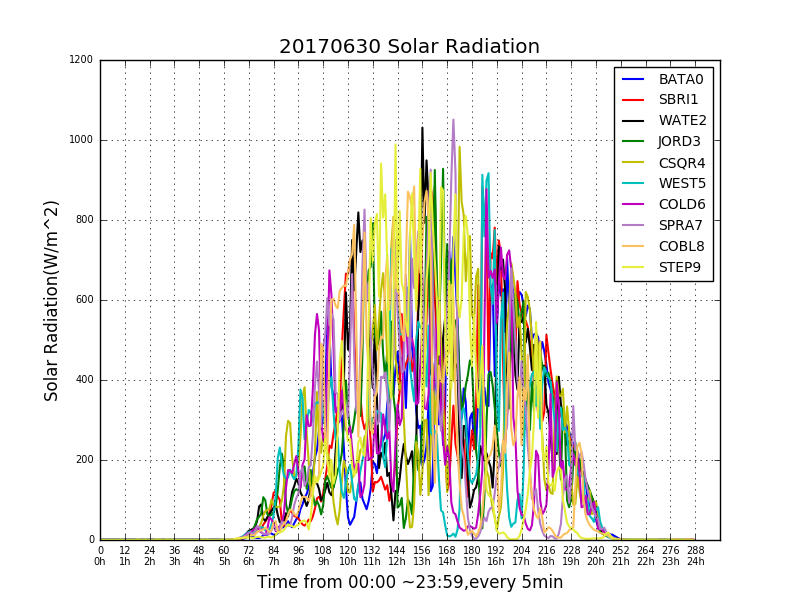 20170630 Solar Radiation
1200
1000
800
600
400
200
0
Solar Radiation(W/m^2)
BATA0
SBRI1
WATE2
JORD3
CSQR4
WEST5
COLD6
SPRA7
COBL8
STEP9
0 12 24 36 48 60 72 84 96 108 120 132 144 156 168 180 192 204 216 228 240 252 264 276 288
0h 1h 2h 3h 4h 5h 6h 7h 8h 9h 10h 11h 12h 13h 14h 15h 16h 17h 18h 19h 20h 21h 22h 23h 24h
Time from 00:00 ~23:59,every 5min